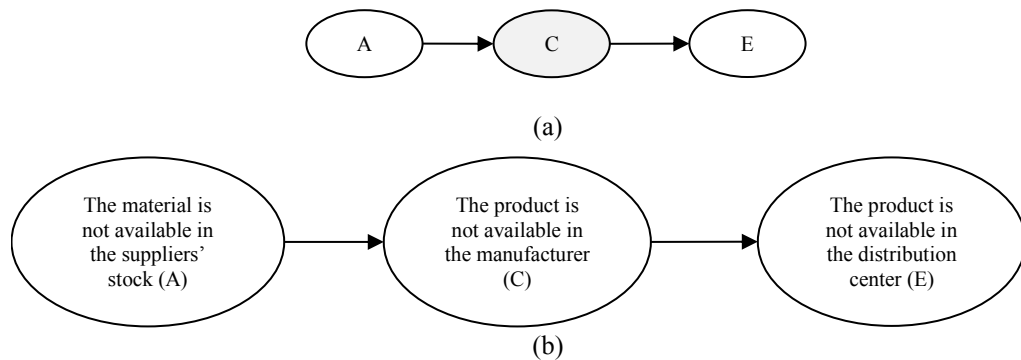 A
C
E
(a)
The material is
not available in
the suppliers'
stock (A)
The product is
not available in
the manufacturer
(C)
The product is
not available in
the distribution
center (E)
(b)